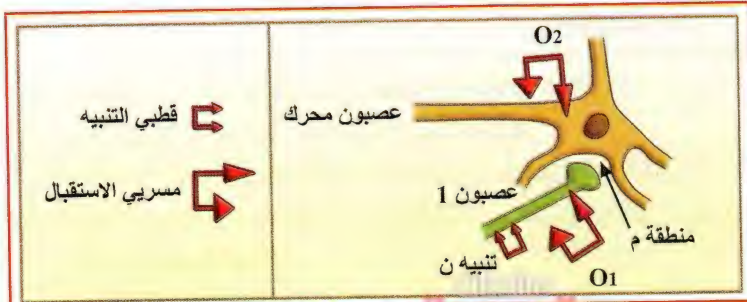 O2
عصبون محرك
عصبون 1
منطقة م
تنبيه ن
O1
قطبي التنبيه
مسريي الاستقبال